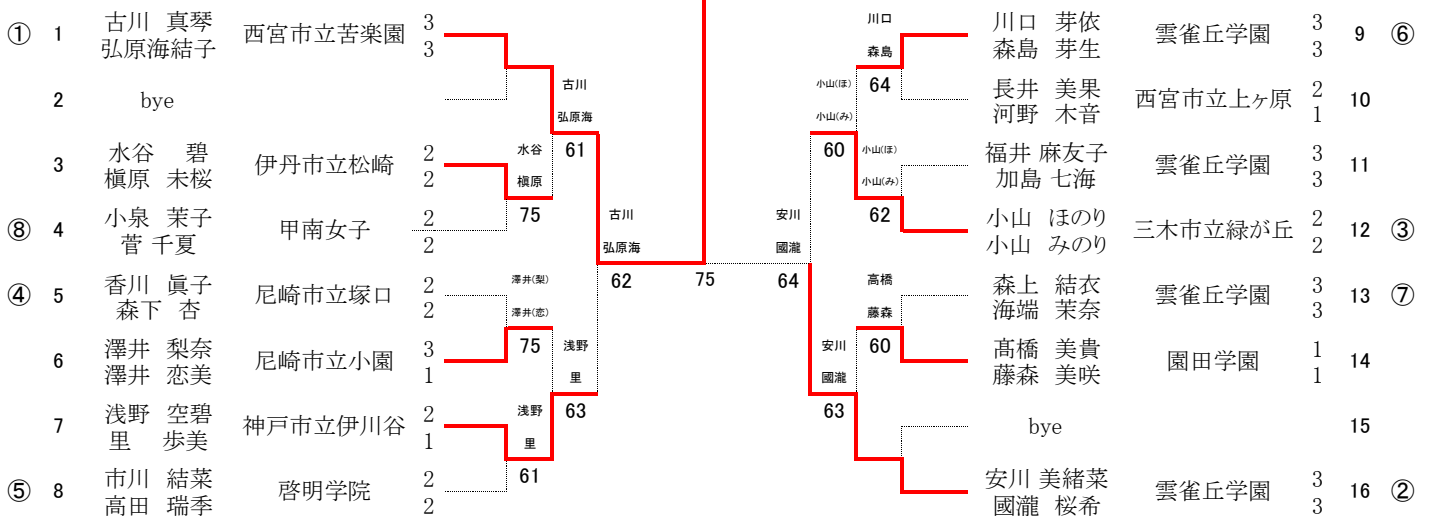 ① 1 古川 真琴 弘原海結子 西宮市立苦楽園 3 3
2 bye
3 水谷 碧 槇原 未桜 伊丹市立松崎 2 2
⑧ 4 小泉 茉子 菅 千夏 甲南女子 2 2
④ 5 香川 眞子 森下 杏 尼崎市立塚口 2 2
6 澤井 梨奈 澤井 恋美 尼崎市立小園 3 1
7 浅野 空碧 里 歩美 神戸市立伊川谷 2 1
⑤ 8 市川 結菜 高田 瑞季 啓明学院 2 2
古川
弘原海
61
水谷
槇原
75
古川
弘原海
62
澤井(梨)
澤井(恋)
75
浅野
里
63
浅野
里
61
75
川口
森島
64
小山(ほ)
小山(み)
60
小山(ほ)
小山(み)
62
安川
國瀧
64
高橋
藤森
60
安川
國瀧
63
川口 芽依 森島 芽生 雲雀丘学園 3 3 9 ⑥
長井 美果 河野 木音 西宮市立上ヶ原 2 1 10
福井 麻友子 加島 七海 雲雀丘学園 3 3 11
小山 ほのり 小山 みのり 三木市立緑が丘 2 2 12 ③
森上 結衣 海端 茉奈 雲雀丘学園 3 3 13 ⑦
髙橋 美貴 藤森 美咲 園田学園 1 1 14
bye 15
安川 美緒菜 國瀧 桜希 雲雀丘学園 3 3 16 ②